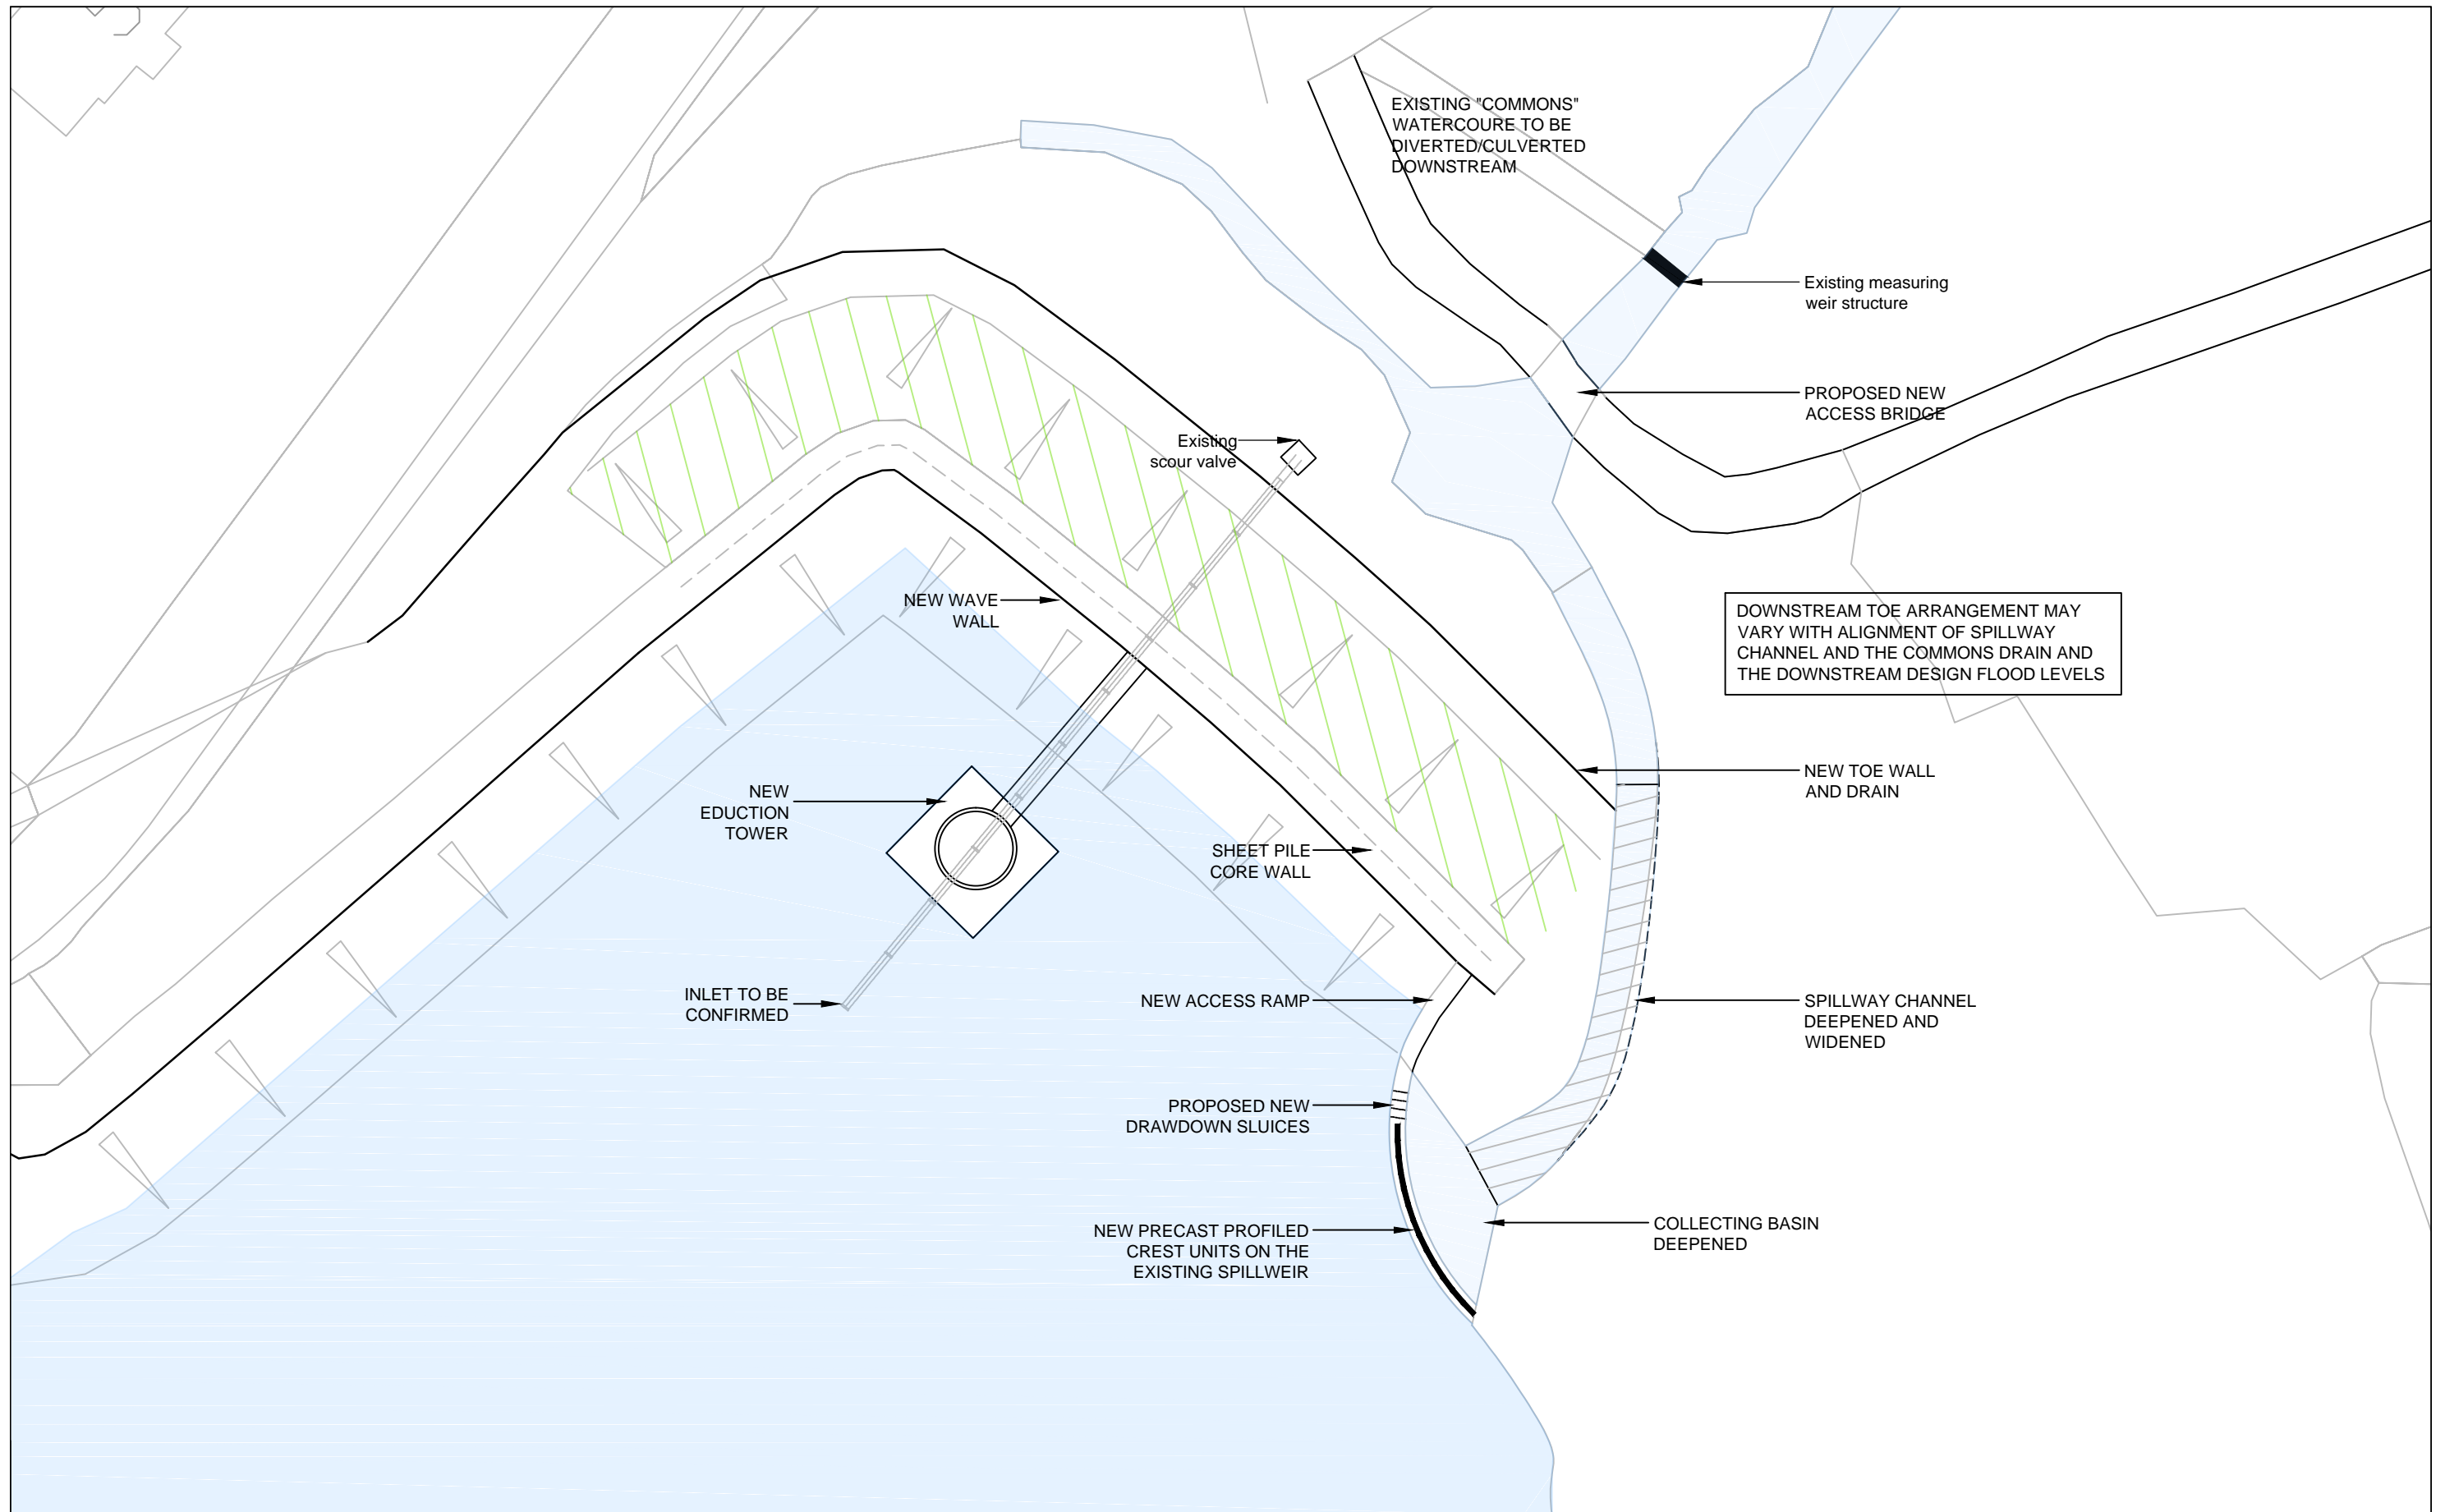 EXISTING "COMMONS"
WATERCOURE TO BE
DIVERTED/CULVERTED
DOWNSTREAM
Existing measuring
weir structure
PROPOSED NEW
ACCESS BRIDGE
Existing
scour valve
NEW WAVE
WALL
DOWNSTREAM TOE ARRANGEMENT MAY
VARY WITH ALIGNMENT OF SPILLWAY
CHANNEL AND THE COMMONS DRAIN AND
THE DOWNSTREAM DESIGN FLOOD LEVELS
NEW TOE WALL
AND DRAIN
NEW
EDUCTION
TOWER
SHEET PILE
CORE WALL
INLET TO BE
CONFIRMED
NEW ACCESS RAMP
SPILLWAY CHANNEL
DEEPENED AND
WIDENED
PROPOSED NEW
DRAWDOWN SLUICES
NEW PRECAST PROFILED
CREST UNITS ON THE
EXISTING SPILLWEIR
COLLECTING BASIN
DEEPENED